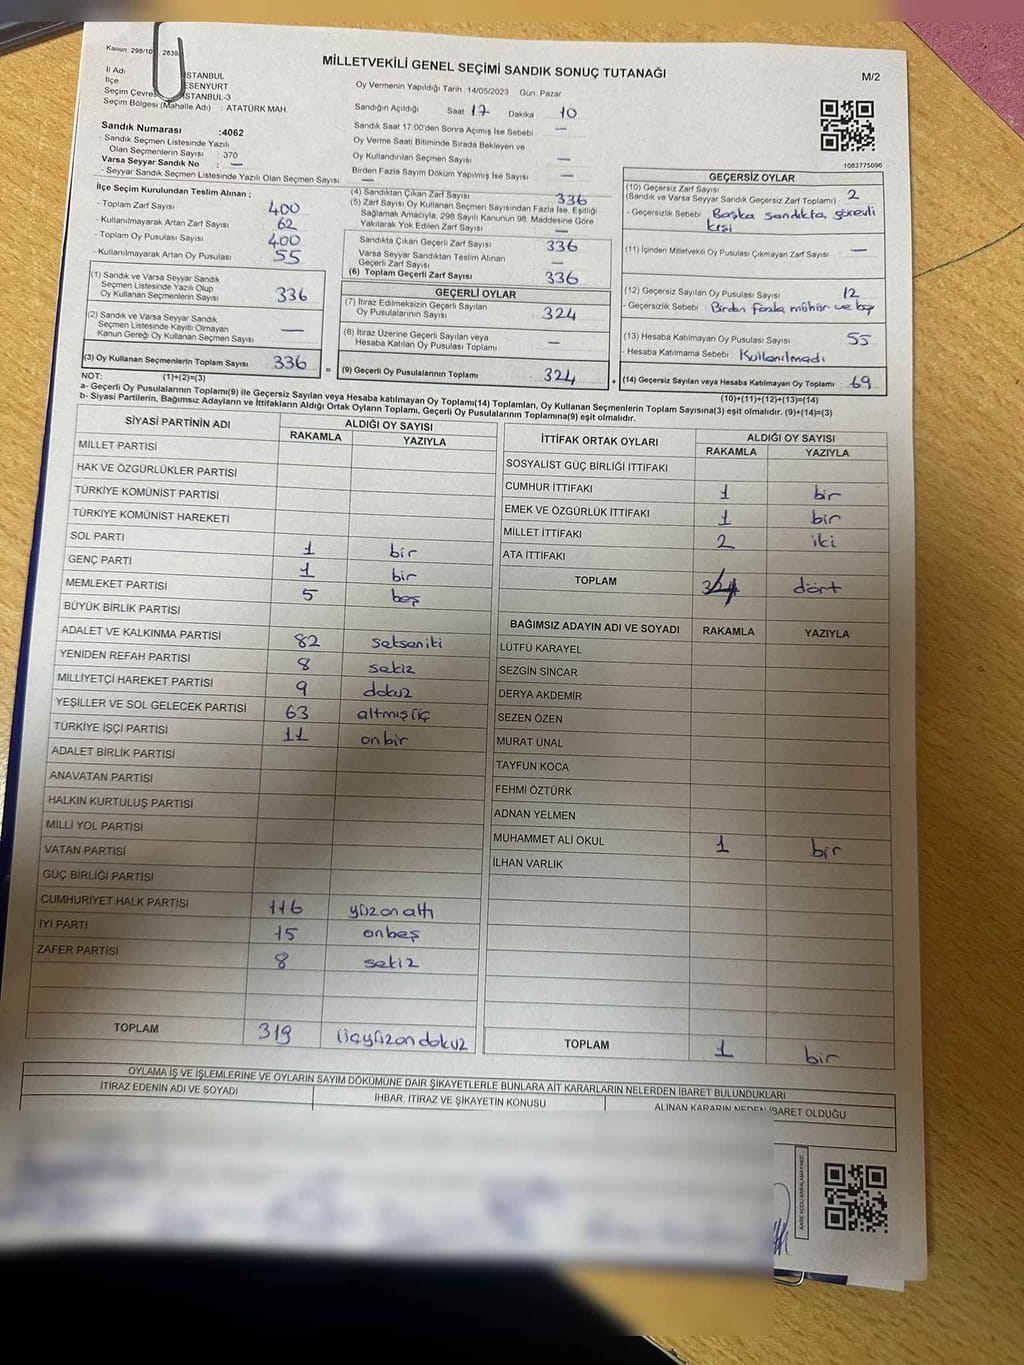 Kanun: 298/10 , 2839
MİLLETVEKİLİ GENEL SEÇİMİ SANDIK SONUÇ TUTANAĞI
M/2
İl Adı İSTANBUL
İlçe ESENYURT
Seçim Çevresi İSTANBUL-3
Seçim Bölgesi (Mahalle Adı) : ATATÜRK MAH.
Oy Vermenin Yapıldığı Tarih :14/05/2023 Gün: Pazar
Sandığın Açıldığı Saat 17 Dakika 10
Sandık Saat 17:00'den Sonra Açımış İse Sebebi —
Oy Verme Saati Bitiminde Sırada Bekleyen ve
Oy Kullandırılan Seçmen Sayısı —
Birden Fazla Sayım Döküm Yapılmış İse Sayısı —
1083775096
Sandık Numarası :4062
- Sandık Seçmen Listesinde Yazılı
Olan Seçmenlerin Sayısı : 370
Varsa Seyyar Sandık No : —
- Seyyar Sandık Seçmen Listesinde Yazılı Olan Seçmen Sayısı : —
İlçe Seçim Kurulundan Teslim Alınan ;
- Toplam Zarf Sayısı 400
- Kullanılmayarak Artan Zarf Sayısı 62
- Toplam Oy Pusulası Sayısı 400
- Kullanılmayarak Artan Oy Pusulası 55
(1) Sandık ve Varsa Seyyar Sandık
Seçmen Listesinde Yazılı Olup
Oy Kullanan Seçmenlerin Sayısı 336
(2) Sandık ve Varsa Seyyar Sandık
Seçmen Listesinde Kayıtlı Olmayan
Kanun Gereği Oy Kullanan Seçmen Sayısı —
(3) Oy Kullanan Seçmenlerin Toplam Sayısı 336
(1)+(2)=(3)
(4) Sandıktan Çıkan Zarf Sayısı 336
(5) Zarf Sayısı Oy Kullanan Seçmen Sayısından Fazla İse, Eşitliği
Sağlamak Amacıyla, 298 Sayılı Kanunun 98. Maddesine Göre
Yakılarak Yok Edilen Zarf Sayısı —
Sandıkta Çıkan Geçerli Zarf Sayısı 336
Varsa Seyyar Sandıktan Teslim Alınan
Geçerli Zarf Sayısı —
(6) Toplam Geçerli Zarf Sayısı 336
GEÇERLİ OYLAR
(7) İtiraz Edilmeksizin Geçerli Sayılan
Oy Pusulalarının Sayısı 324
(8) İtiraz Üzerine Geçerli Sayılan veya
Hesaba Katılan Oy Pusulası Toplamı —
= (9) Geçerli Oy Pusulalarının Toplamı 324 +
GEÇERSİZ OYLAR
(10) Geçersiz Zarf Sayısı
(Sandık ve Varsa Seyyar Sandık Geçersiz Zarf Toplamı) : 2
- Geçersizlik Sebebi Başka sandıkta, görevli
kişi
(11) İçinden Milletvekili Oy Pusulası Çıkmayan Zarf Sayısı —
(12) Geçersiz Sayılan Oy Pusulası Sayısı 12
- Geçersizlik Sebebi Birden fazla mühür ve boş
(13) Hesaba Katılmayan Oy Pusulası Sayısı 55
- Hesaba Katılmama Sebebi Kullanılmadı
(14) Geçersiz Sayılan veya Hesaba Katılmayan Oy Toplamı 69
(10)+(11)+(12)+(13)=(14)
NOT:
a- Geçerli Oy Pusulalarının Toplamı(9) ile Geçersiz Sayılan veya Hesaba katılmayan Oy Toplamı(14) Toplamları, Oy Kullanan Seçmenlerin Toplam Sayısına(3) eşit olmalıdır. (9)+(14)=(3)
b- Siyasi Partilerin, Bağımsız Adayların ve İttifakların Aldığı Ortak Oyların Toplamı, Geçerli Oy Pusulalarının Toplamına(9) eşit olmalıdır.
SİYASİ PARTİNİN ADI ALDIĞI OY SAYISI
RAKAMLA YAZIYLA
MİLLET PARTİSİ
HAK VE ÖZGÜRLÜKLER PARTİSİ
TÜRKİYE KOMÜNİST PARTİSİ
TÜRKİYE KOMÜNİST HAREKETİ
SOL PARTİ 1 bir
GENÇ PARTİ 1 bir
MEMLEKET PARTİSİ 5 beş
BÜYÜK BİRLİK PARTİSİ
ADALET VE KALKINMA PARTİSİ 82 seksen iki
YENİDEN REFAH PARTİSİ 8 sekiz
MİLLİYETÇİ HAREKET PARTİSİ 9 dokuz
YEŞİLLER VE SOL GELECEK PARTİSİ 63 altmış üç
TÜRKİYE İŞÇİ PARTİSİ 11 onbir
ADALET BİRLİK PARTİSİ
ANAVATAN PARTİSİ
HALKIN KURTULUŞ PARTİSİ
MİLLİ YOL PARTİSİ
VATAN PARTİSİ
GÜÇ BİRLİĞİ PARTİSİ
CUMHURİYET HALK PARTİSİ 116 yüzonaltı
İYİ PARTİ 15 onbeş
ZAFER PARTİSİ 8 sekiz
TOPLAM 319 üçyüzondokuz
İTTİFAK ORTAK OYLARI ALDIĞI OY SAYISI
RAKAMLA YAZIYLA
SOSYALİST GÜÇ BİRLİĞİ İTTİFAKI
CUMHUR İTTİFAKI 1 bir
EMEK VE ÖZGÜRLÜK İTTİFAKI 1 bir
MİLLET İTTİFAKI 2 iki
ATA İTTİFAKI
TOPLAM dört
BAĞIMSIZ ADAYIN ADI VE SOYADI RAKAMLA YAZIYLA
LÜTFÜ KARAYEL
SEZGİN SİNCAR
DERYA AKDEMİR
SEZEN ÖZEN
MURAT ÜNAL
TAYFUN KOCA
FEHMİ ÖZTÜRK
ADNAN YELMEN
MUHAMMET ALİ OKUL 1 bir
İLHAN VARLIK
TOPLAM 1 bir
OYLAMA İŞ VE İŞLEMLERİNE VE OYLARIN SAYIM DÖKÜMÜNE DAİR ŞİKAYETLERLE BUNLARA AİT KARARLARIN NELERDEN İBARET BULUNDUKLARI
İTİRAZ EDENİN ADI VE SOYADI İHBAR, İTİRAZ VE ŞİKAYETİN KONUSU ALINAN KARARIN NEDEN İBARET OLDUĞU